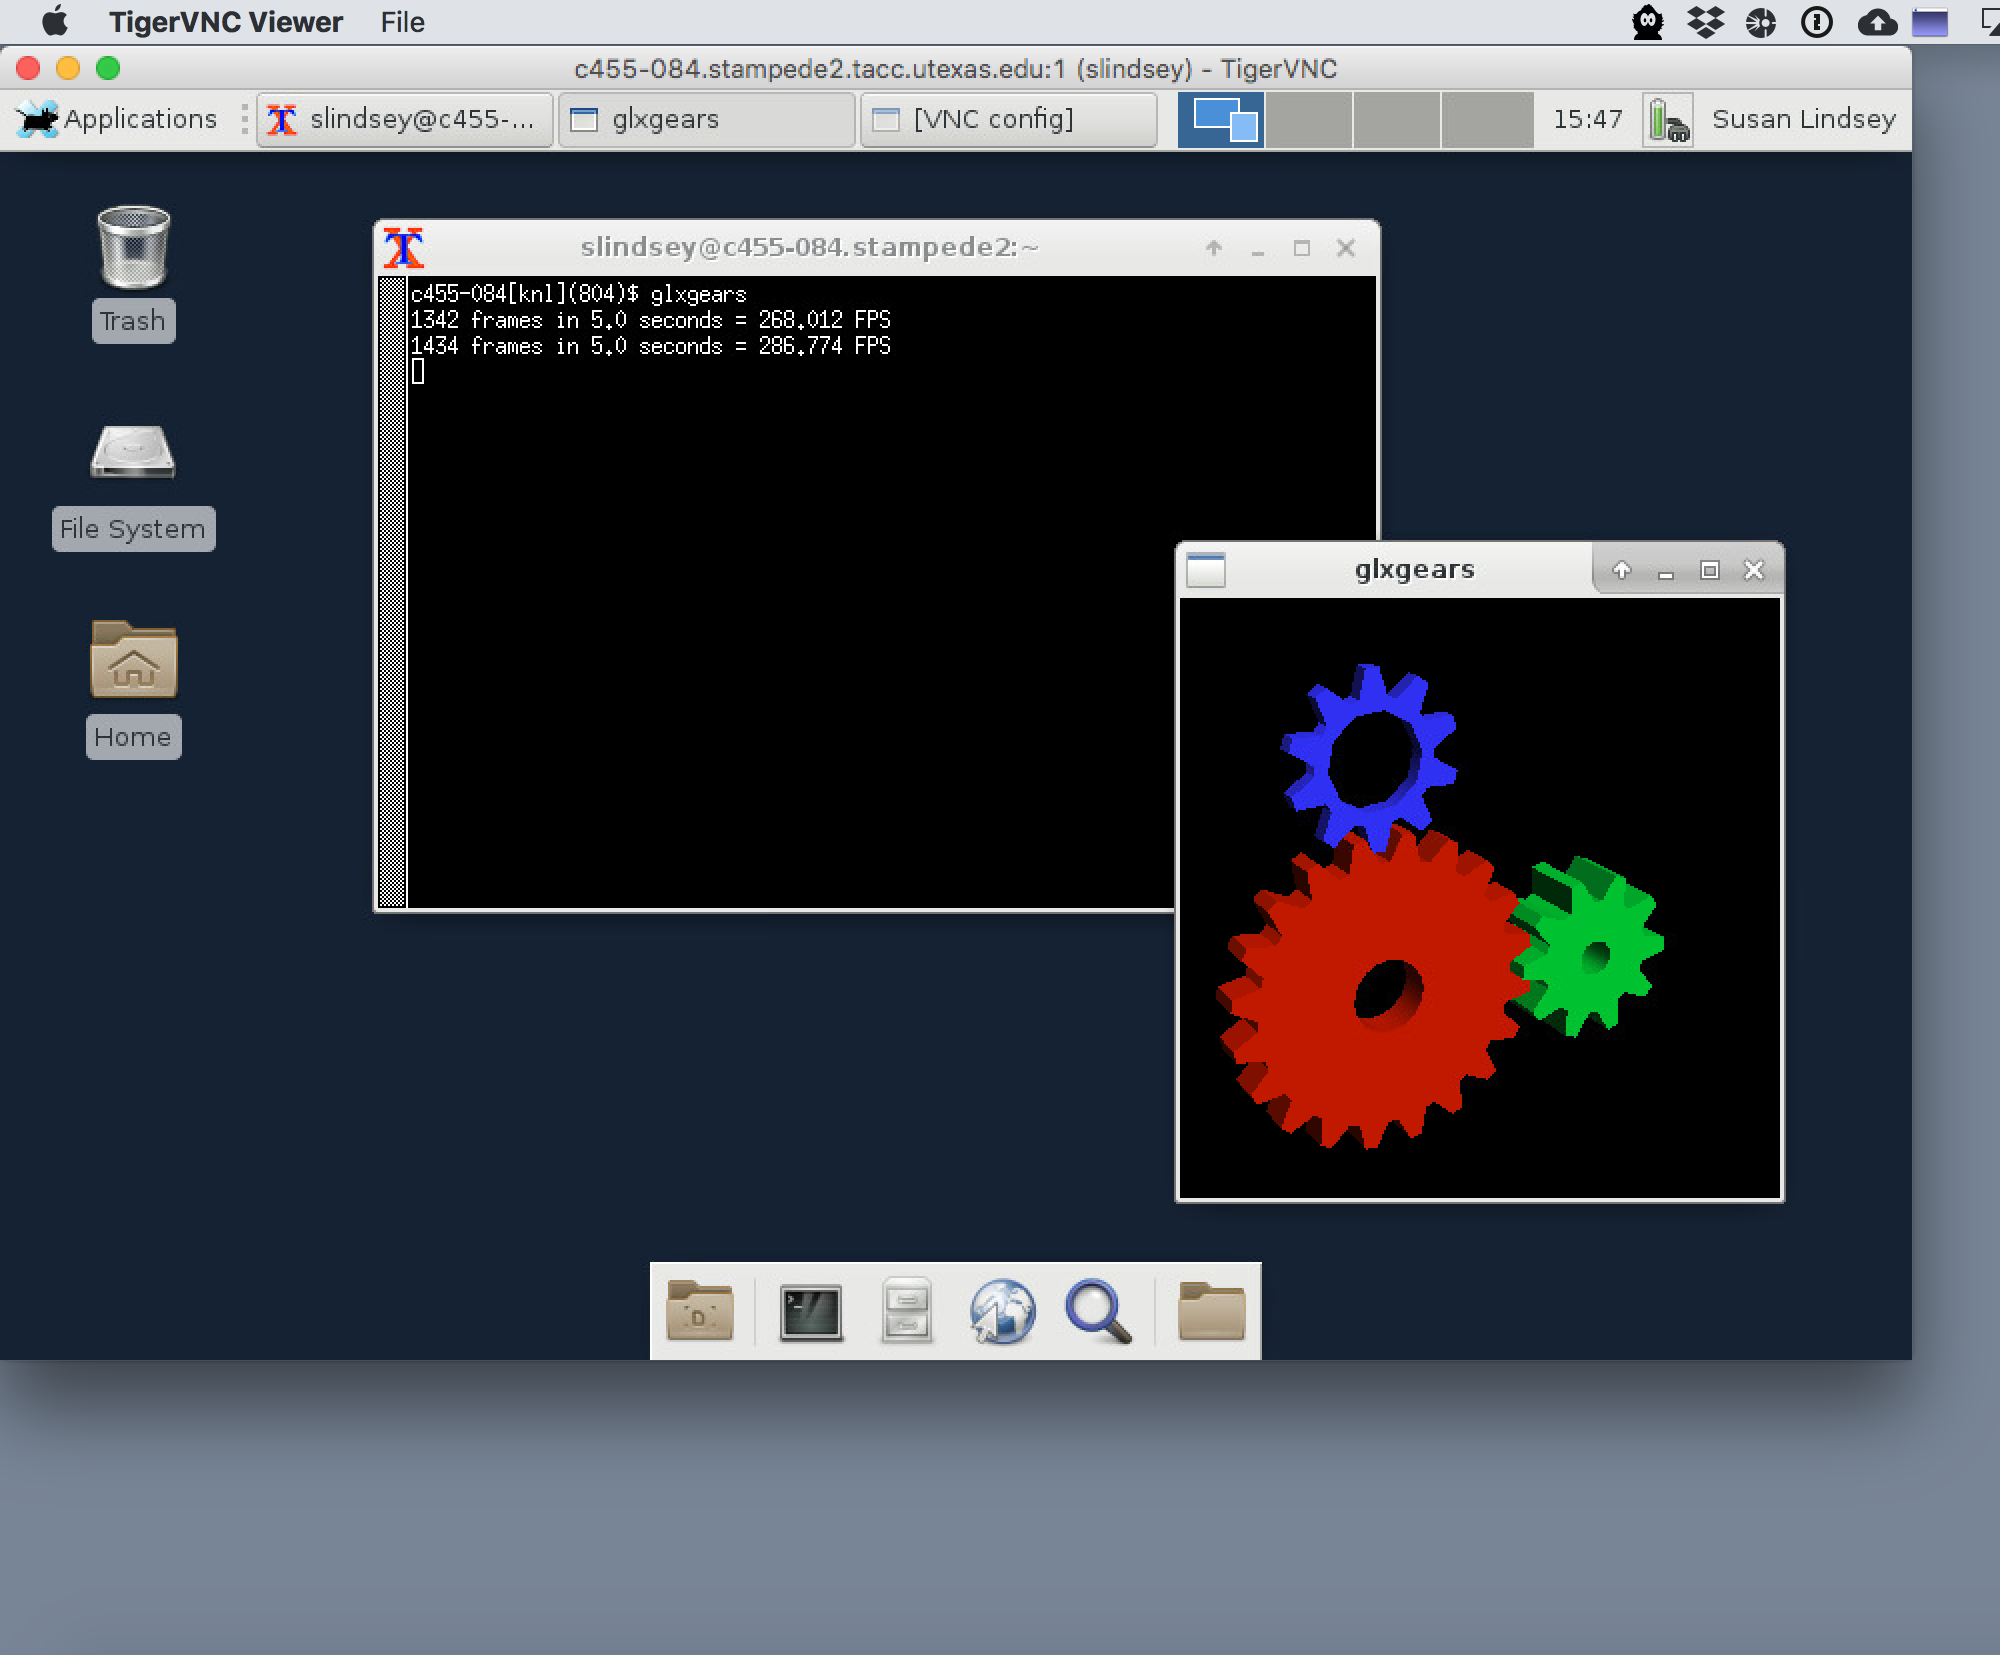 TigerVNC Viewer File
c455-084.stampede2.tacc.utexas.edu:1 (slindsey) - TigerVNC
Applications slindsey@c455-... glxgears [VNC config] 15:47 Susan Lindsey
slindsey@c455-084.stampede2:~
c455-084[knl](804)$ glxgears
1342 frames in 5.0 seconds = 268.012 FPS
1434 frames in 5.0 seconds = 286.774 FPS
Trash
File System
Home
glxgears